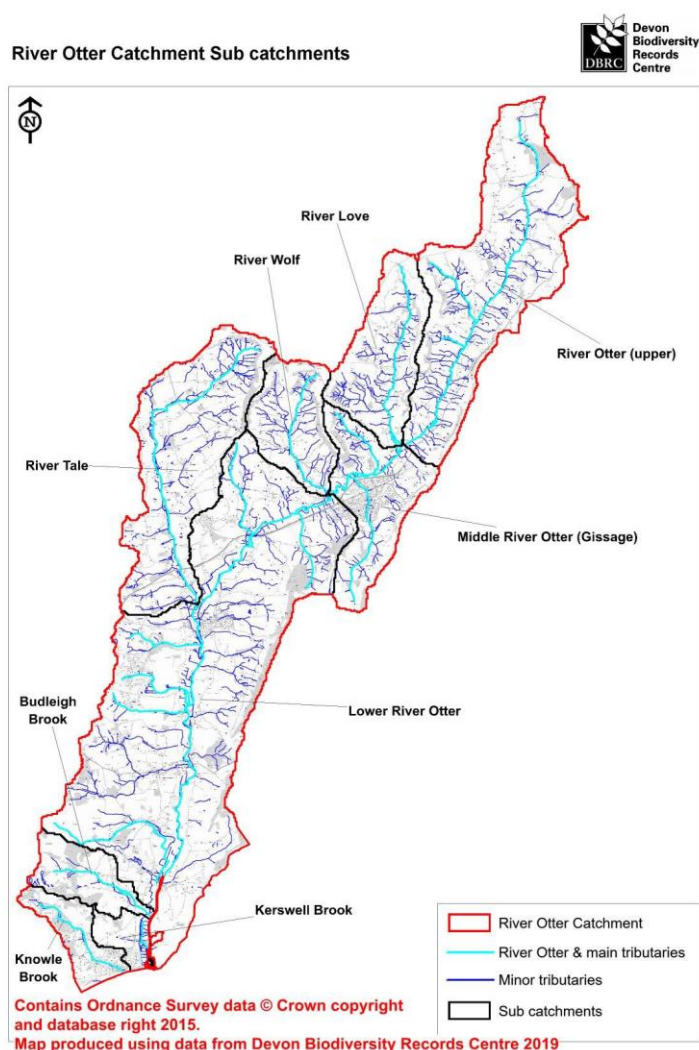 River Otter Catchment Sub catchments
Devon
Biodiversity
Records
Centre
DBRC
N
River Love
River Wolf
River Otter (upper)
River Tale
Middle River Otter (Gissage)
Budleigh
Brook
Lower River Otter
Kerswell Brook
Knowle
Brook
River Otter Catchment
River Otter & main tributaries
Minor tributaries
Sub catchments
Contains Ordnance Survey data © Crown copyright
and database right 2015.
Map produced using data from Devon Biodiversity Records Centre 2019